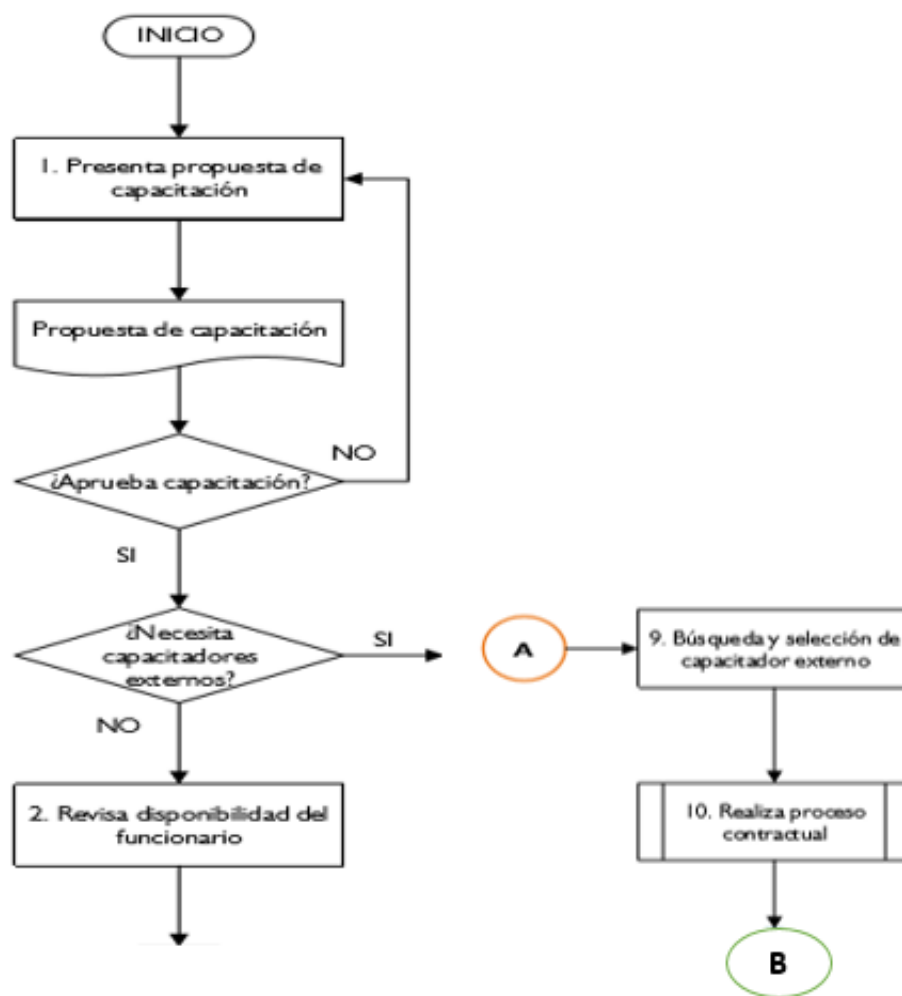 INICIO
1. Presenta propuesta de
capacitación
Propuesta de capacitación
NO
¿Aprueba capacitación?
SI
¿Necesita
capacitadores
externos?
SI
NO
2. Revisa disponibilidad del
funcionario
A
9. Búsqueda y selección de
capacitador externo
10. Realiza proceso
contractual
B